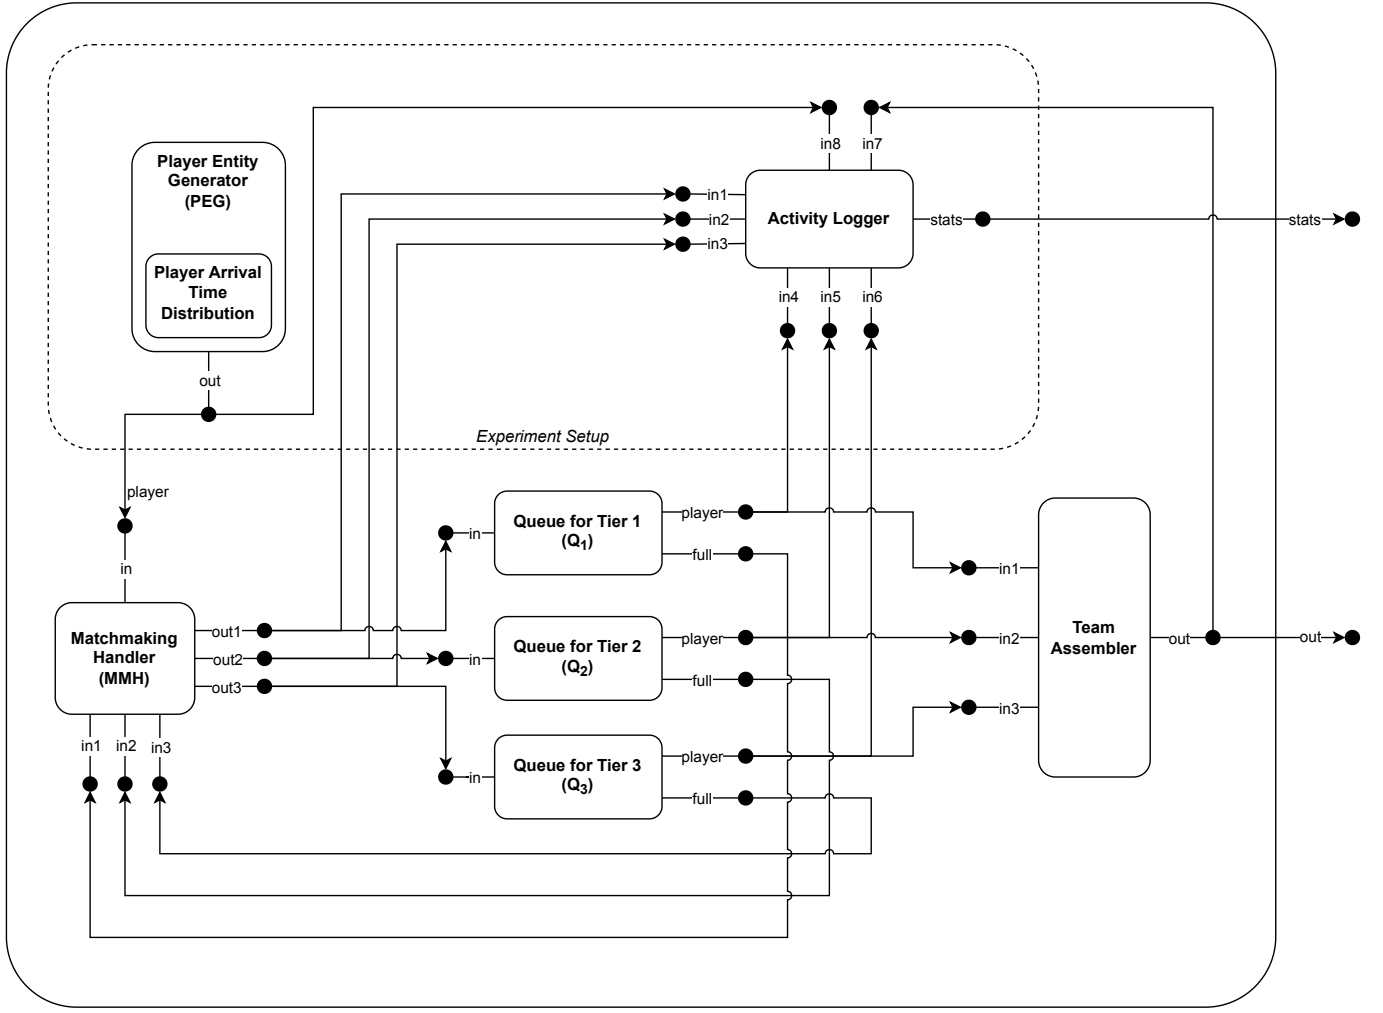 in8
in7
Player Entity
Generator
(PEG)
Player Arrival
Time
Distribution
out
in1
in2
in3
Activity Logger
stats
stats
in4
in5
in6
Experiment Setup
player
in
Matchmaking
Handler
(MMH)
out1
out2
out3
in1
in2
in3
in
Queue for Tier 1
(Q1)
player
full
in
Queue for Tier 2
(Q2)
player
full
in
Queue for Tier 3
(Q3)
player
full
in1
in2
in3
Team
Assembler
out
out